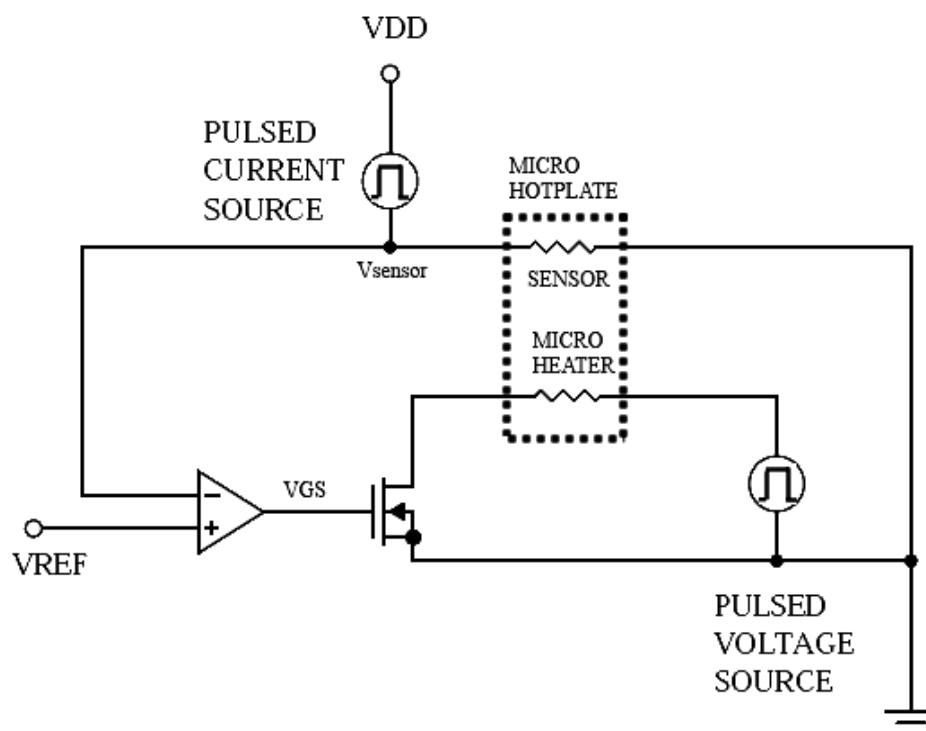 VDD
PULSED
CURRENT
SOURCE
MICRO
HOTPLATE
Vsensor
SENSOR
MICRO
HEATER
VGS
-
+
VREF
PULSED
VOLTAGE
SOURCE